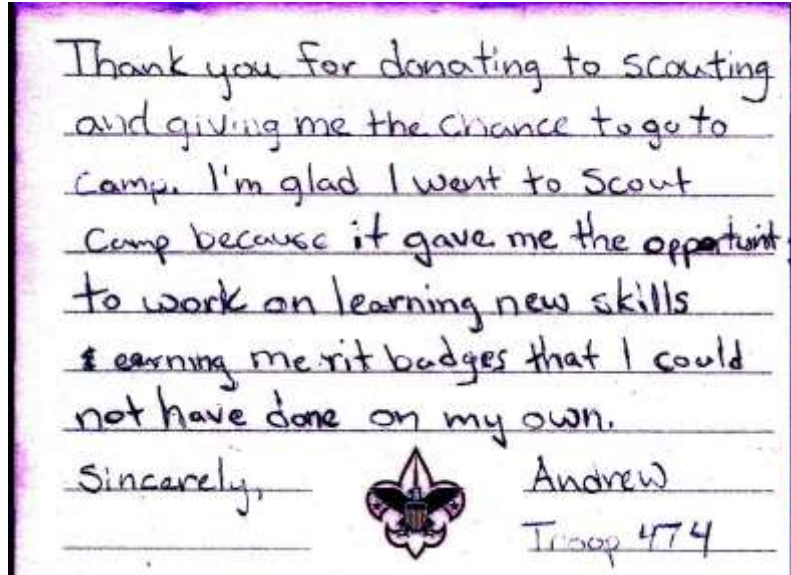 Thank you for donating to scouting
and giving me the chance to go to
camp. I'm glad I went to Scout
Camp because it gave me the opportunit
to work on learning new skills
& earning merit badges that I could
not have done on my own.
Sincerely,
Andrew
Troop 474